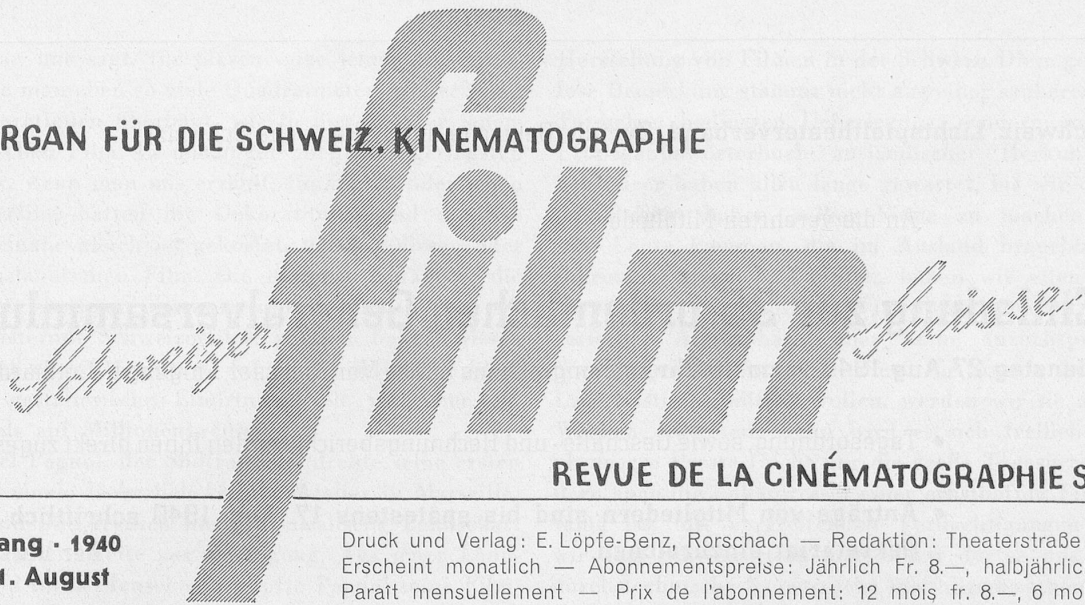 RGAN FÜR DIE SCHWEIZ. KINEMATOGRAPHIE
Schweizer film Suisse
REVUE DE LA CINÉMATOGRAPHIE S
ang · 1940
1. August
Druck und Verlag: E. Löpfe-Benz, Rorschach — Redaktion: Theaterstraße
Erscheint monatlich — Abonnementspreise: Jährlich Fr. 8.—, halbjährlic
Paraît mensuellement — Prix de l'abonnement: 12 mois fr. 8.—, 6 mo